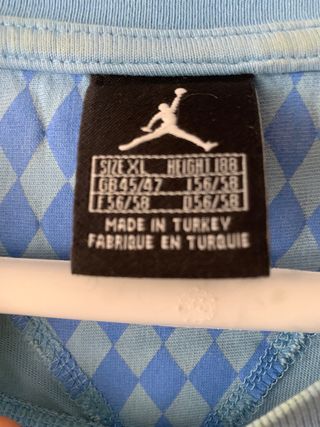 SIZE XL HEIGHT 188
GB 45/47 I 56/58
F 56/58 D 56/58
MADE IN TURKEY
FABRIQUE EN TURQUIE